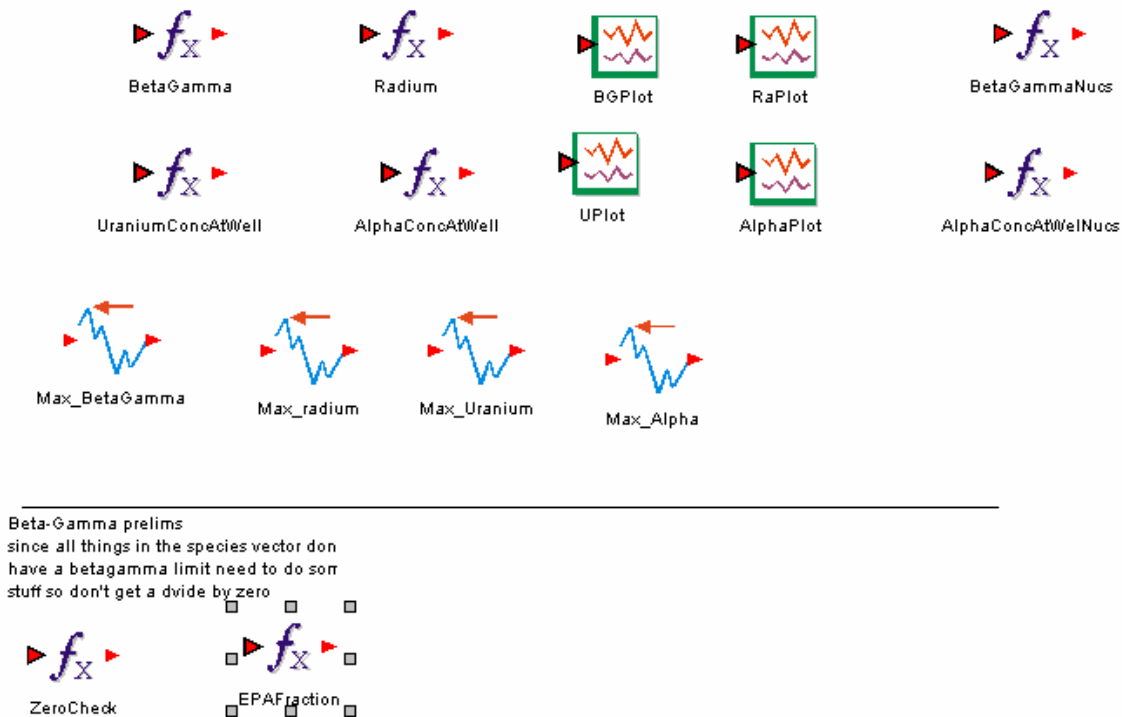 BetaGamma
Radium
BGPlot
RaPlot
BetaGammaNucs
UraniumConcAtWell
AlphaConcAtWell
UPlot
AlphaPlot
AlphaConcAtWelNucs
Max_BetaGamma
Max_radium
Max_Uranium
Max_Alpha
Beta-Gamma prelims
since all things in the species vector don
have a betagamma limit need to do som
stuff so don't get a dvide by zero
ZeroCheck
EPAFraction